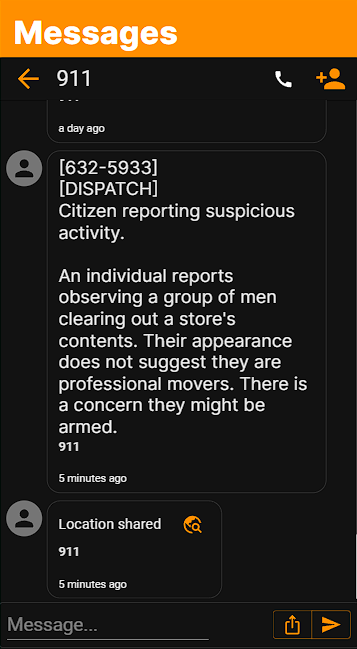 Messages
911
a day ago
[632-5933]
[DISPATCH]
Citizen reporting suspicious
activity.
An individual reports
observing a group of men
clearing out a store's
contents. Their appearance
does not suggest they are
professional movers. There is
a concern they might be
armed.
911
5 minutes ago
Location shared
911
5 minutes ago
Message...